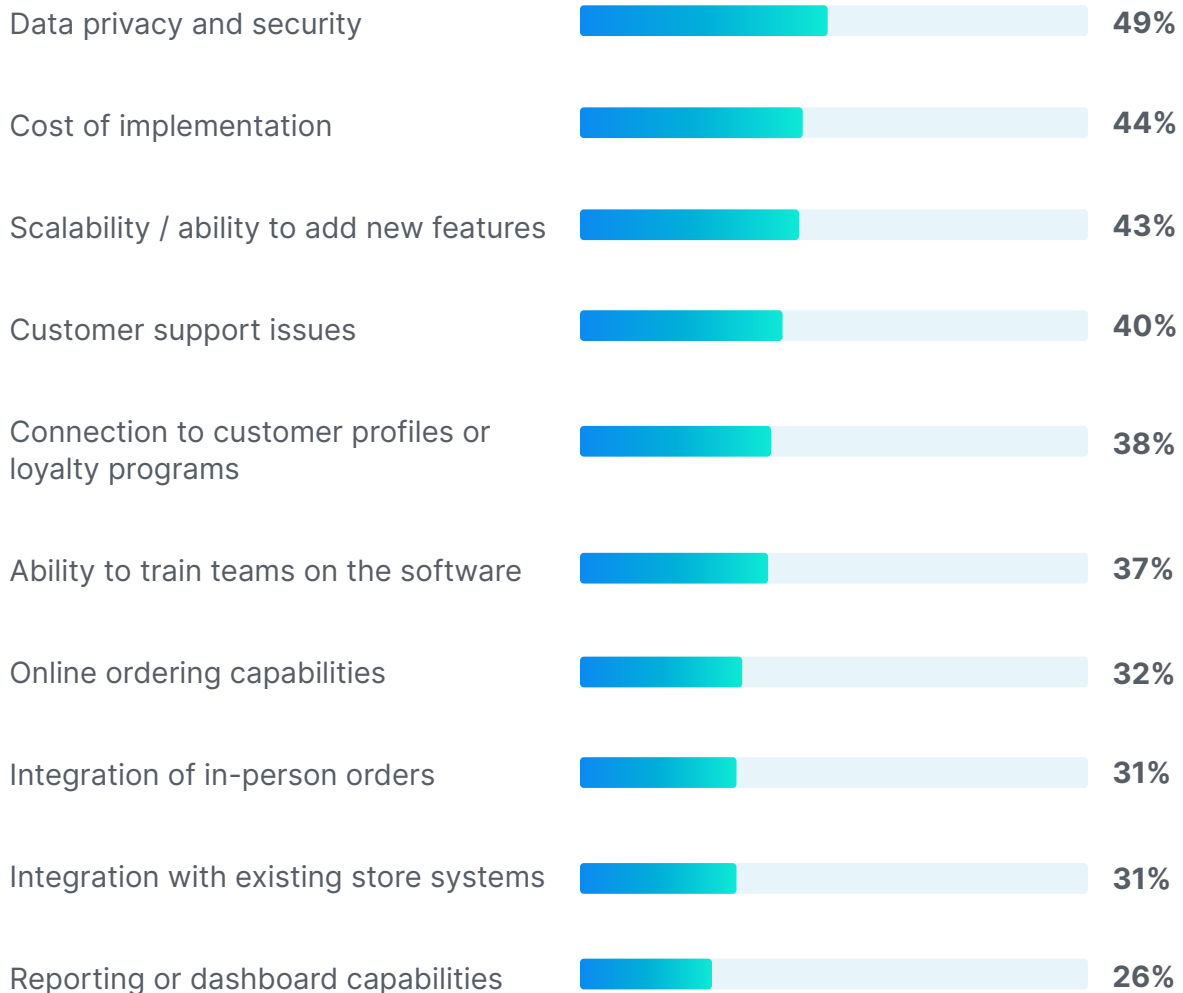 Data privacy and security 49%
Cost of implementation 44%
Scalability / ability to add new features 43%
Customer support issues 40%
Connection to customer profiles or
loyalty programs 38%
Ability to train teams on the software 37%
Online ordering capabilities 32%
Integration of in-person orders 31%
Integration with existing store systems 31%
Reporting or dashboard capabilities 26%